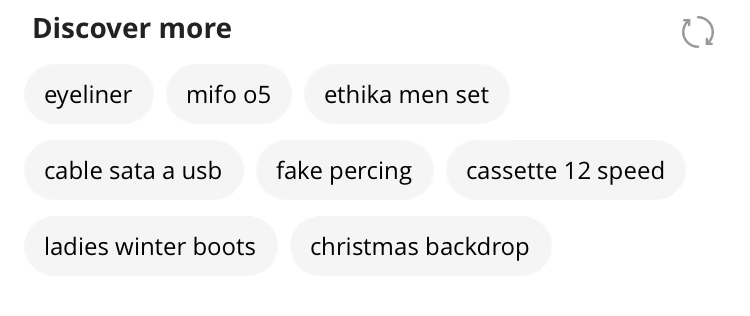 Discover more
eyeliner mifo o5 ethika men set
cable sata a usb fake percing cassette 12 speed
ladies winter boots christmas backdrop